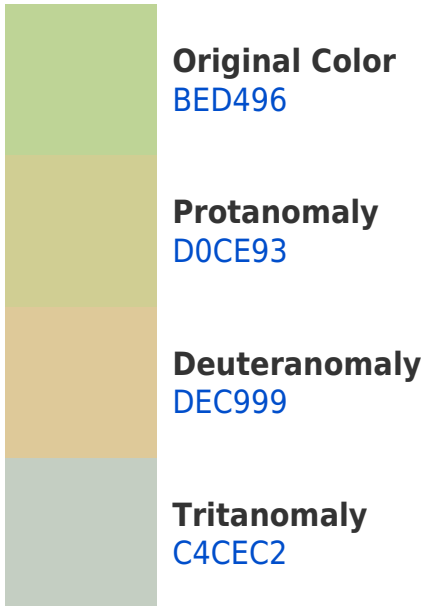 Original Color
BED496
Protanomaly
D0CE93
Deuteranomaly
DEC999
Tritanomaly
C4CEC2